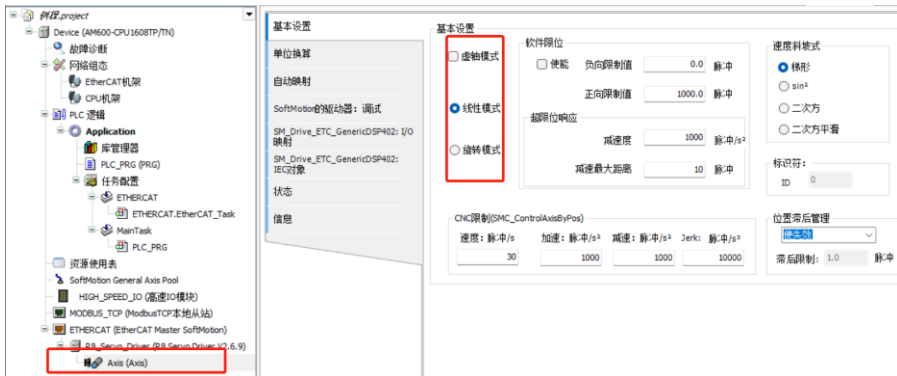 例程.project
Device (AM600-CPU1608TP/TN)
故障诊断
网络组态
EtherCAT机架
CPU机架
PLC 逻辑
Application
库管理器
PLC_PRG (PRG)
任务配置
ETHERCAT
ETHERCAT.EtherCAT_Task
MainTask
PLC_PRG
资源使用表
SoftMotion General Axis Pool
HIGH_SPEED_IO (高速IO模块)
MODBUS_TCP (ModbusTCP本地从站)
ETHERCAT (EtherCAT Master SoftMotion)
R8_Servo_Driver (R8 Servo Driver V2.6.9)
Axis (Axis)
基本设置
单位换算
自动映射
SoftMotion的驱动器：调试
SM_Drive_ETC_GenericDSP402: I/O
映射
SM_Drive_ETC_GenericDSP402:
IEC对象
状态
信息
基本设置
虚轴模式
线性模式
旋转模式
软件限位
使能 负向限制值 0.0 脉冲
正向限制值 1000.0 脉冲
超限位响应
减速度 1000 脉冲/s²
减速最大距离 10 脉冲
速度斜坡式
梯形
sin²
二次方
二次方平滑
标识符:
ID 0
CNC限制(SMC_ControlAxisByPos)
速度: 脉冲/s 加速: 脉冲/s² 减速: 脉冲/s² Jerk: 脉冲/s³
30 1000 1000 10000
位置滞后管理
使失效
滞后限制: 1.0 脉冲